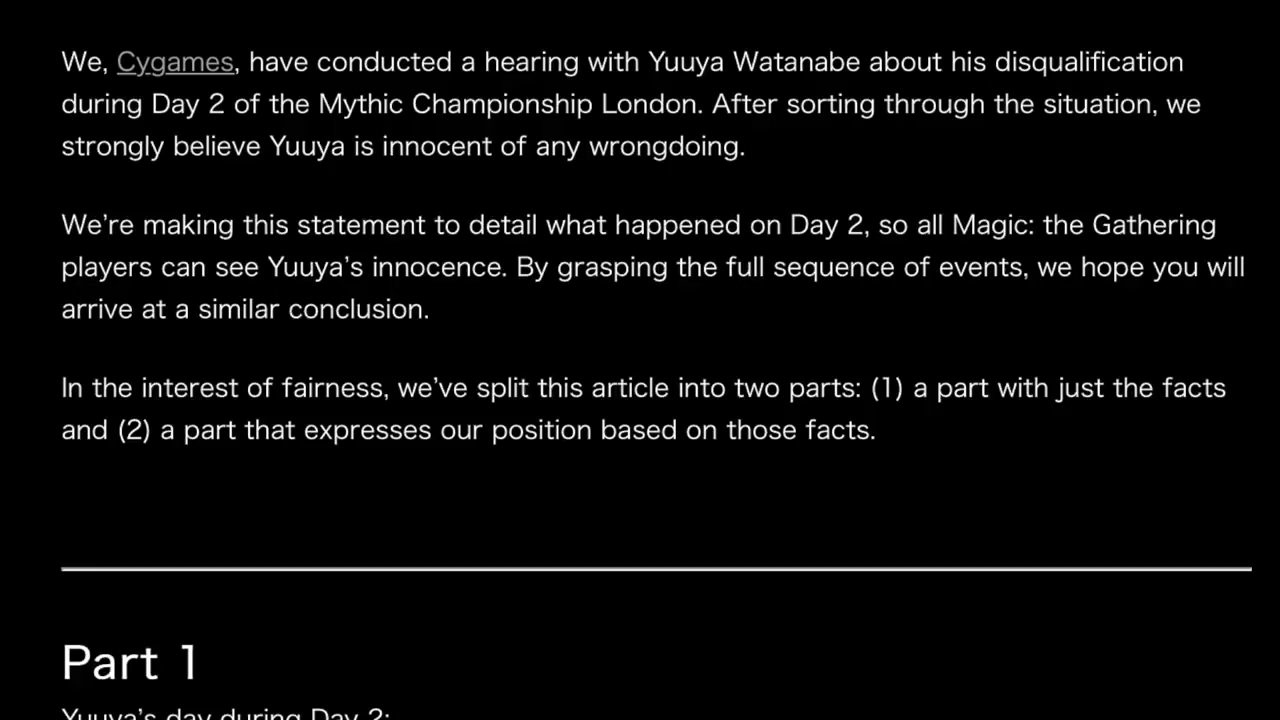 We, Cygames, have conducted a hearing with Yuuya Watanabe about his disqualification
during Day 2 of the Mythic Championship London. After sorting through the situation, we
strongly believe Yuuya is innocent of any wrongdoing.
We’re making this statement to detail what happened on Day 2, so all Magic: the Gathering
players can see Yuuya’s innocence. By grasping the full sequence of events, we hope you will
arrive at a similar conclusion.
In the interest of fairness, we’ve split this article into two parts: (1) a part with just the facts
and (2) a part that expresses our position based on those facts.
Part 1
Yuuya’s day during Day 2: